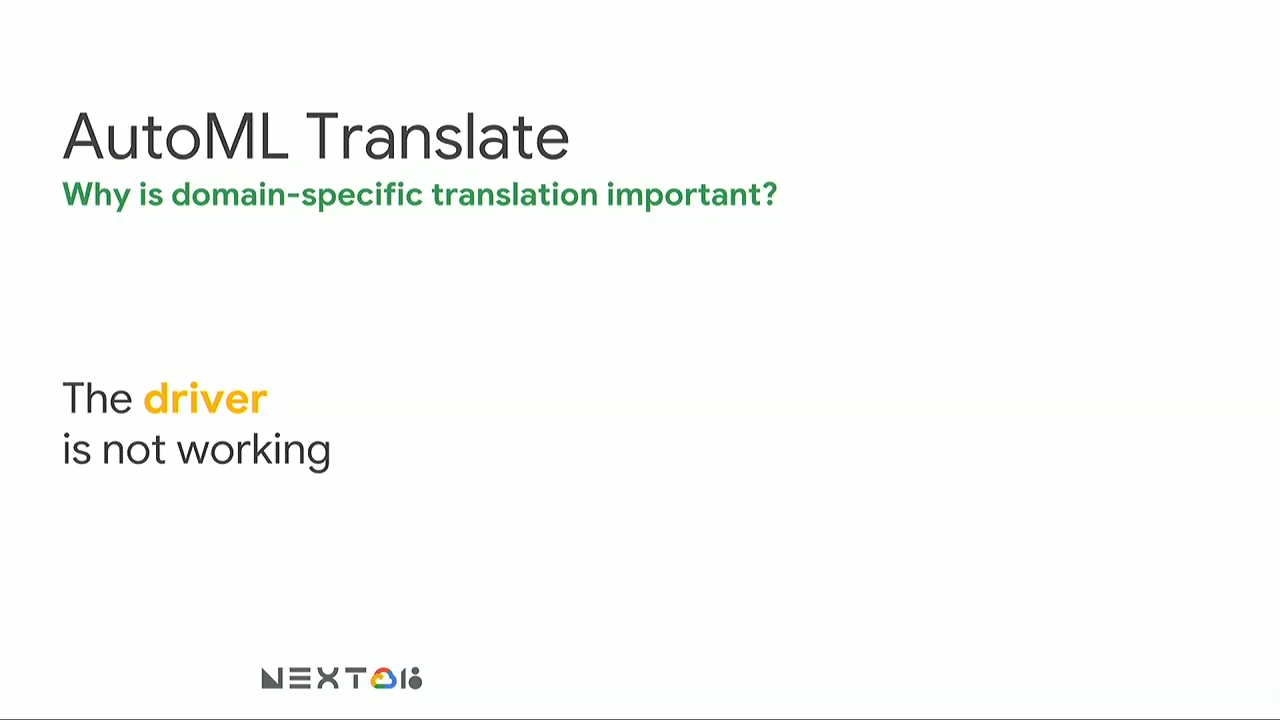 AutoML Translate
Why is domain-specific translation important?
The driver
is not working
NEXT 18